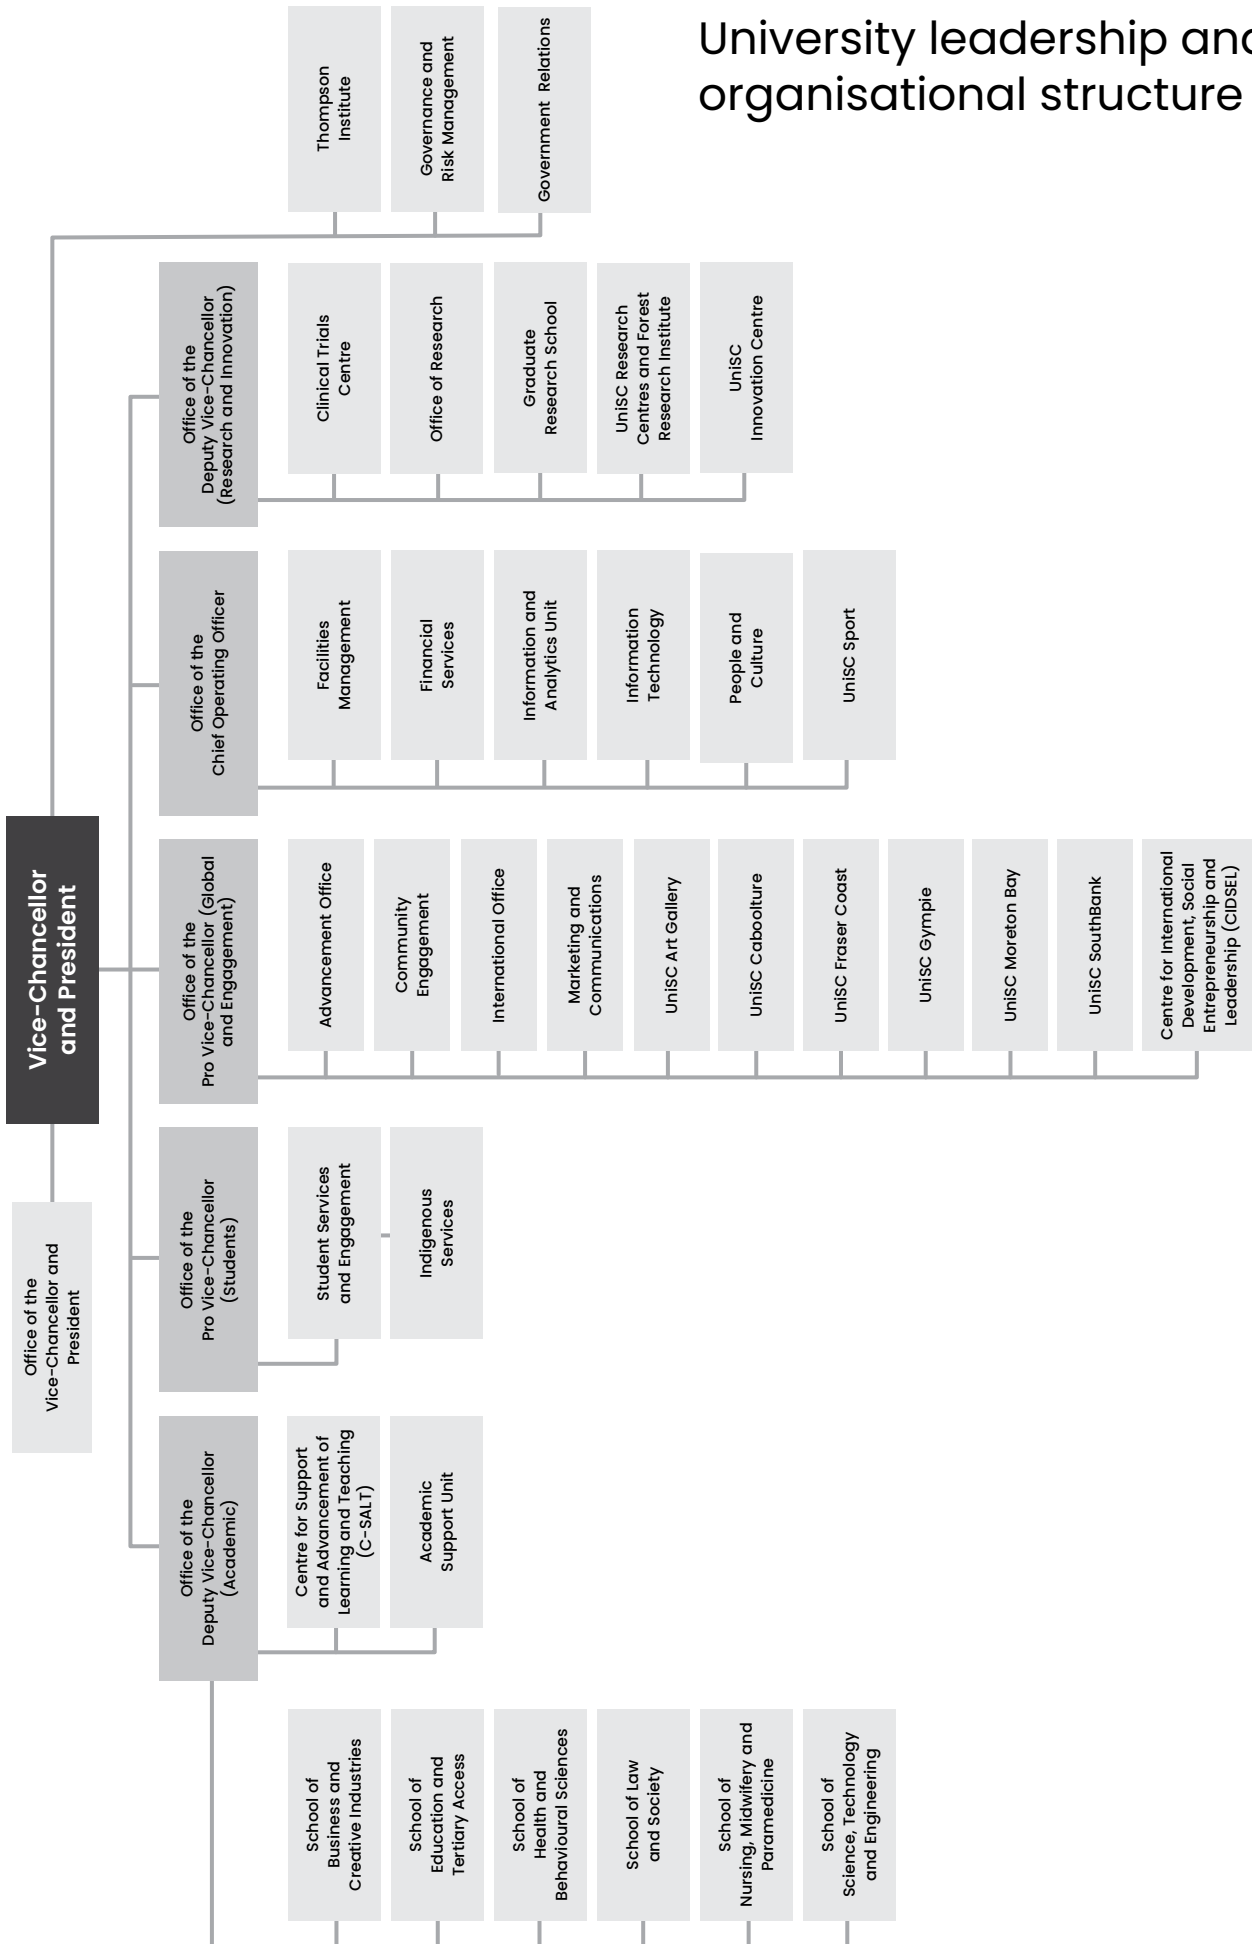 University leadership and
organisational structure
Vice-Chancellor
and President
Office of the
Vice-Chancellor and
President
Office of the
Deputy Vice-Chancellor
(Academic)
School of
Business and
Creative Industries
School of
Education and
Tertiary Access
School of
Health and
Behavioural Sciences
School of Law
and Society
School of
Nursing, Midwifery and
Paramedicine
School of
Science, Technology
and Engineering
Centre for Support
and Advancement of
Learning and Teaching
(C-SALT)
Academic
Support Unit
Office of the
Pro Vice-Chancellor
(Students)
Student Services
and Engagement
Indigenous
Services
Office of the
Pro Vice-Chancellor (Global
and Engagement)
Advancement Office
Community
Engagement
International Office
Marketing and
Communications
UniSC Art Gallery
UniSC Caboolture
UniSC Fraser Coast
UniSC Gympie
UniSC Moreton Bay
UniSC SouthBank
Centre for International
Development, Social
Entrepreneurship and
Leadership (CIDSEL)
Office of the
Chief Operating Officer
Facilities
Management
Financial
Services
Information and
Analytics Unit
Information
Technology
People and
Culture
UniSC Sport
Office of the
Deputy Vice-Chancellor
(Research and Innovation)
Clinical Trials
Centre
Office of Research
Graduate
Research School
UniSC Research
Centres and Forest
Research Institute
UniSC
Innovation Centre
Thompson
Institute
Governance and
Risk Management
Government Relations